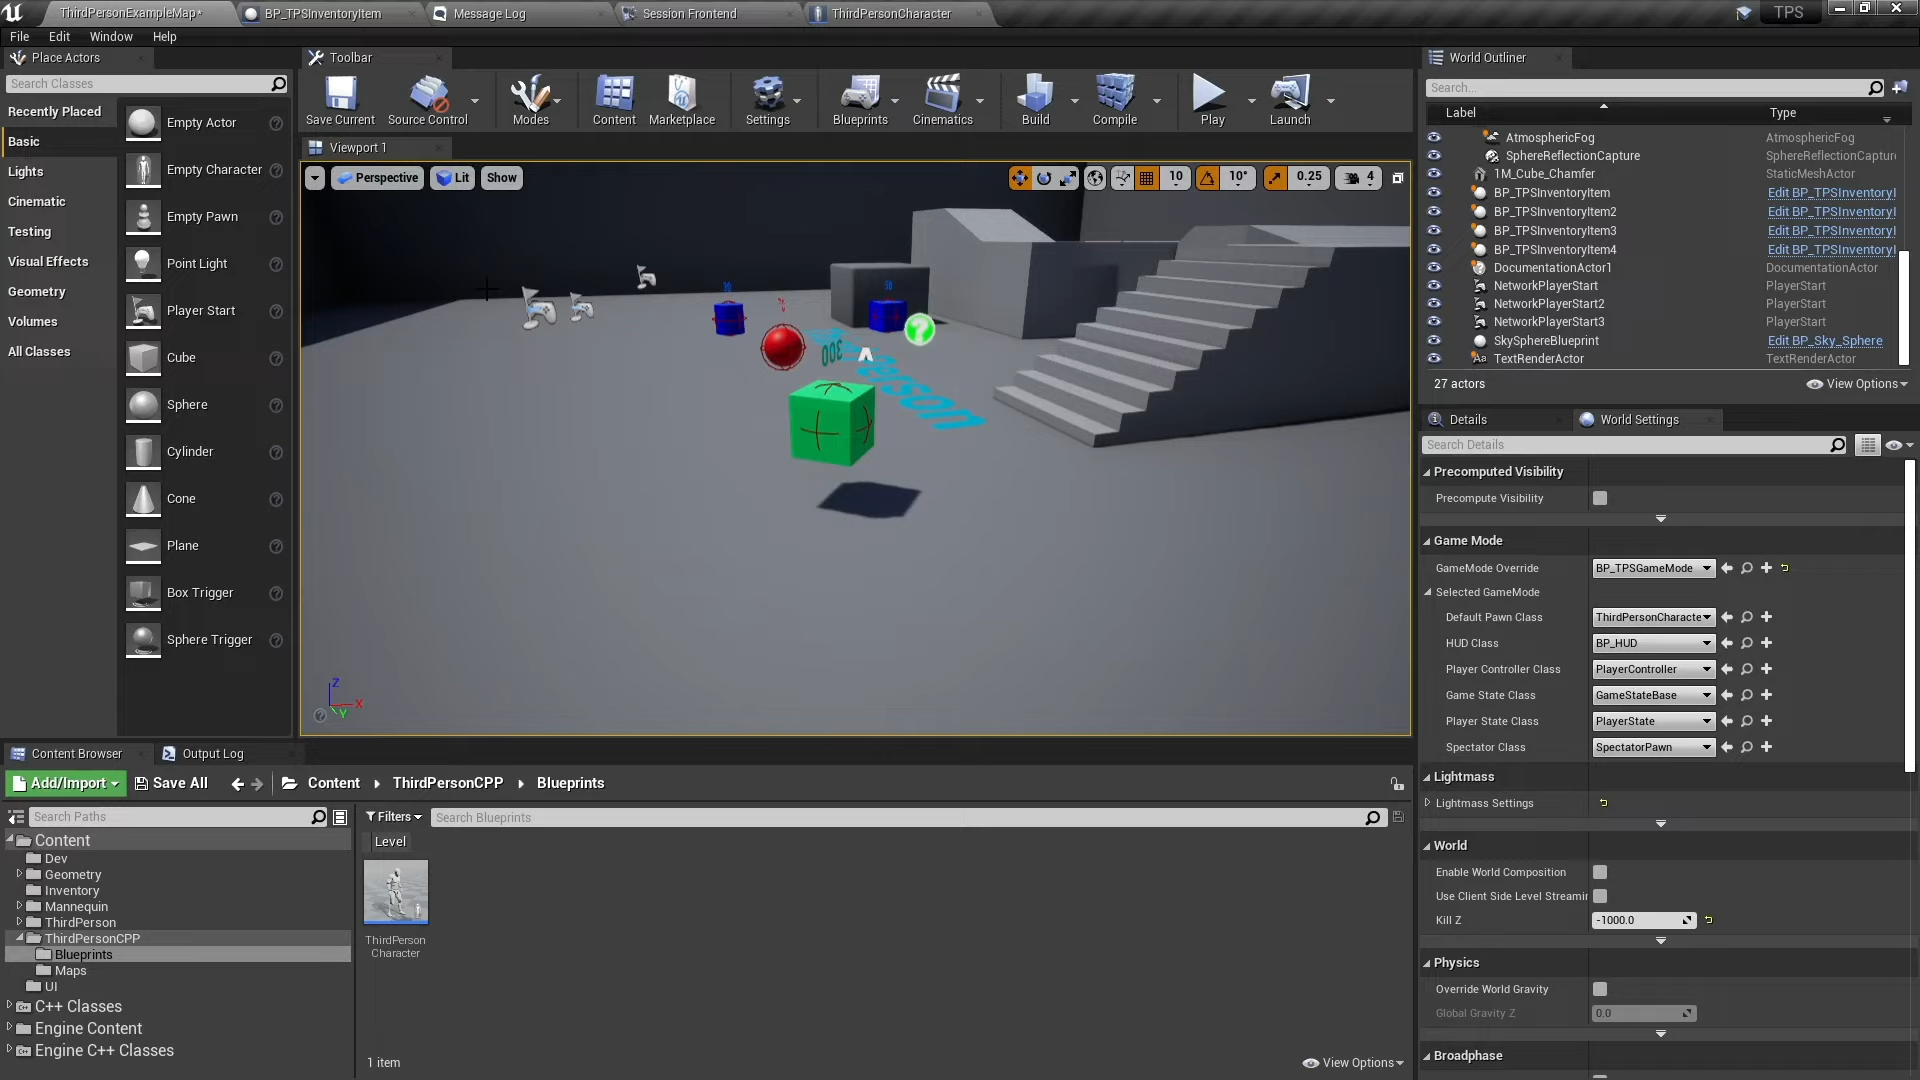 ThirdPersonExampleMap*
BP_TPSInventoryItem
Message Log
Session Frontend
ThirdPersonCharacter
TPS
File
Edit
Window
Help
Place Actors
Search Classes
Recently Placed
Basic
Lights
Cinematic
Testing
Visual Effects
Geometry
Volumes
All Classes
Empty Actor
Empty Character
Empty Pawn
Point Light
Player Start
Cube
Sphere
Cylinder
Cone
Plane
Box Trigger
Sphere Trigger
Toolbar
Save Current
Source Control
Modes
Content
Marketplace
Settings
Blueprints
Cinematics
Build
Compile
Play
Launch
Viewport 1
Perspective
Lit
Show
10
10°
0.25
4
300
Z
X
Y
World Outliner
Search...
Label
Type
AtmosphericFog
AtmosphericFog
SphereReflectionCapture
SphereReflectionCapture
1M_Cube_Chamfer
StaticMeshActor
BP_TPSInventoryItem
Edit BP_TPSInventoryI
BP_TPSInventoryItem2
Edit BP_TPSInventoryI
BP_TPSInventoryItem3
Edit BP_TPSInventoryI
BP_TPSInventoryItem4
Edit BP_TPSInventoryI
DocumentationActor1
DocumentationActor
NetworkPlayerStart
PlayerStart
NetworkPlayerStart2
PlayerStart
NetworkPlayerStart3
PlayerStart
SkySphereBlueprint
Edit BP_Sky_Sphere
TextRenderActor
TextRenderActor
27 actors
View Options
Details
World Settings
Search Details
Precomputed Visibility
Precompute Visibility
Game Mode
GameMode Override
BP_TPSGameMode
Selected GameMode
Default Pawn Class
ThirdPersonCharacte
HUD Class
BP_HUD
Player Controller Class
PlayerController
Game State Class
GameStateBase
Player State Class
PlayerState
Spectator Class
SpectatorPawn
Lightmass
Lightmass Settings
World
Enable World Composition
Use Client Side Level Streamin
Kill Z
-1000.0
Physics
Override World Gravity
Global Gravity Z
0.0
Broadphase
Content Browser
Output Log
Add/Import
Save All
Content
ThirdPersonCPP
Blueprints
Search Paths
Filters
Search Blueprints
Content
Dev
Geometry
Inventory
Mannequin
ThirdPerson
ThirdPersonCPP
Blueprints
Maps
UI
C++ Classes
Engine Content
Engine C++ Classes
Level
ThirdPerson
Character
1 item
View Options